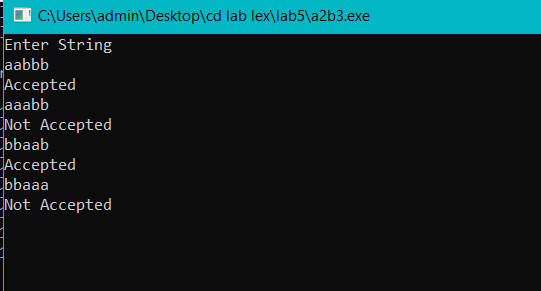 C:\Users\admin\Desktop\cd lab lex\lab5\a2b3.exe
Enter String
aabbb
Accepted
aaabb
Not Accepted
bbaab
Accepted
bbaaa
Not Accepted